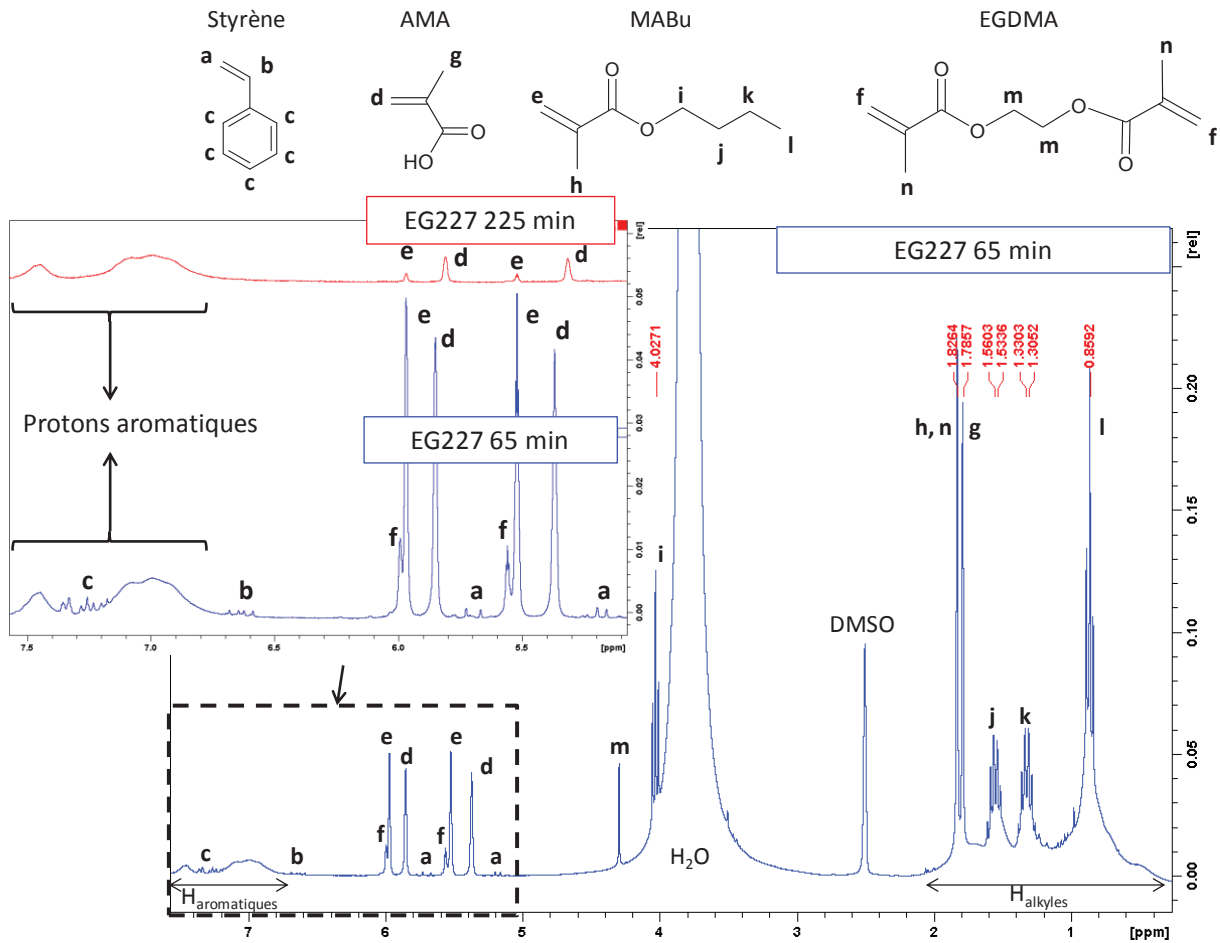 Styrène AMA MABu EGDMA
a
b
c c
c c
c
g
d
O
HO
e
O
O
h
i
j
k
l
f
O
O
n
m
m
O
O
n
f
EG227 225 min
[rel]
e d e d
0.05
0.04
0.03
0.02
0.01
0.00
Protons aromatiques
EG227 65 min
c b f e d a f e d a
7.5 7.0 6.5 6.0 5.5 [ppm]
EG227 65 min
[rel]
4.0271
1.8264
1.7857
1.5603
1.5336
1.3303
1.3052
0.8592
0.20
0.15
0.10
0.05
0.00
h, n g l
i
DMSO
j k
m
H2O
e d e d
f f
c b a a
Haromatiques
Halkyles
7 6 5 4 3 2 1 [ppm]